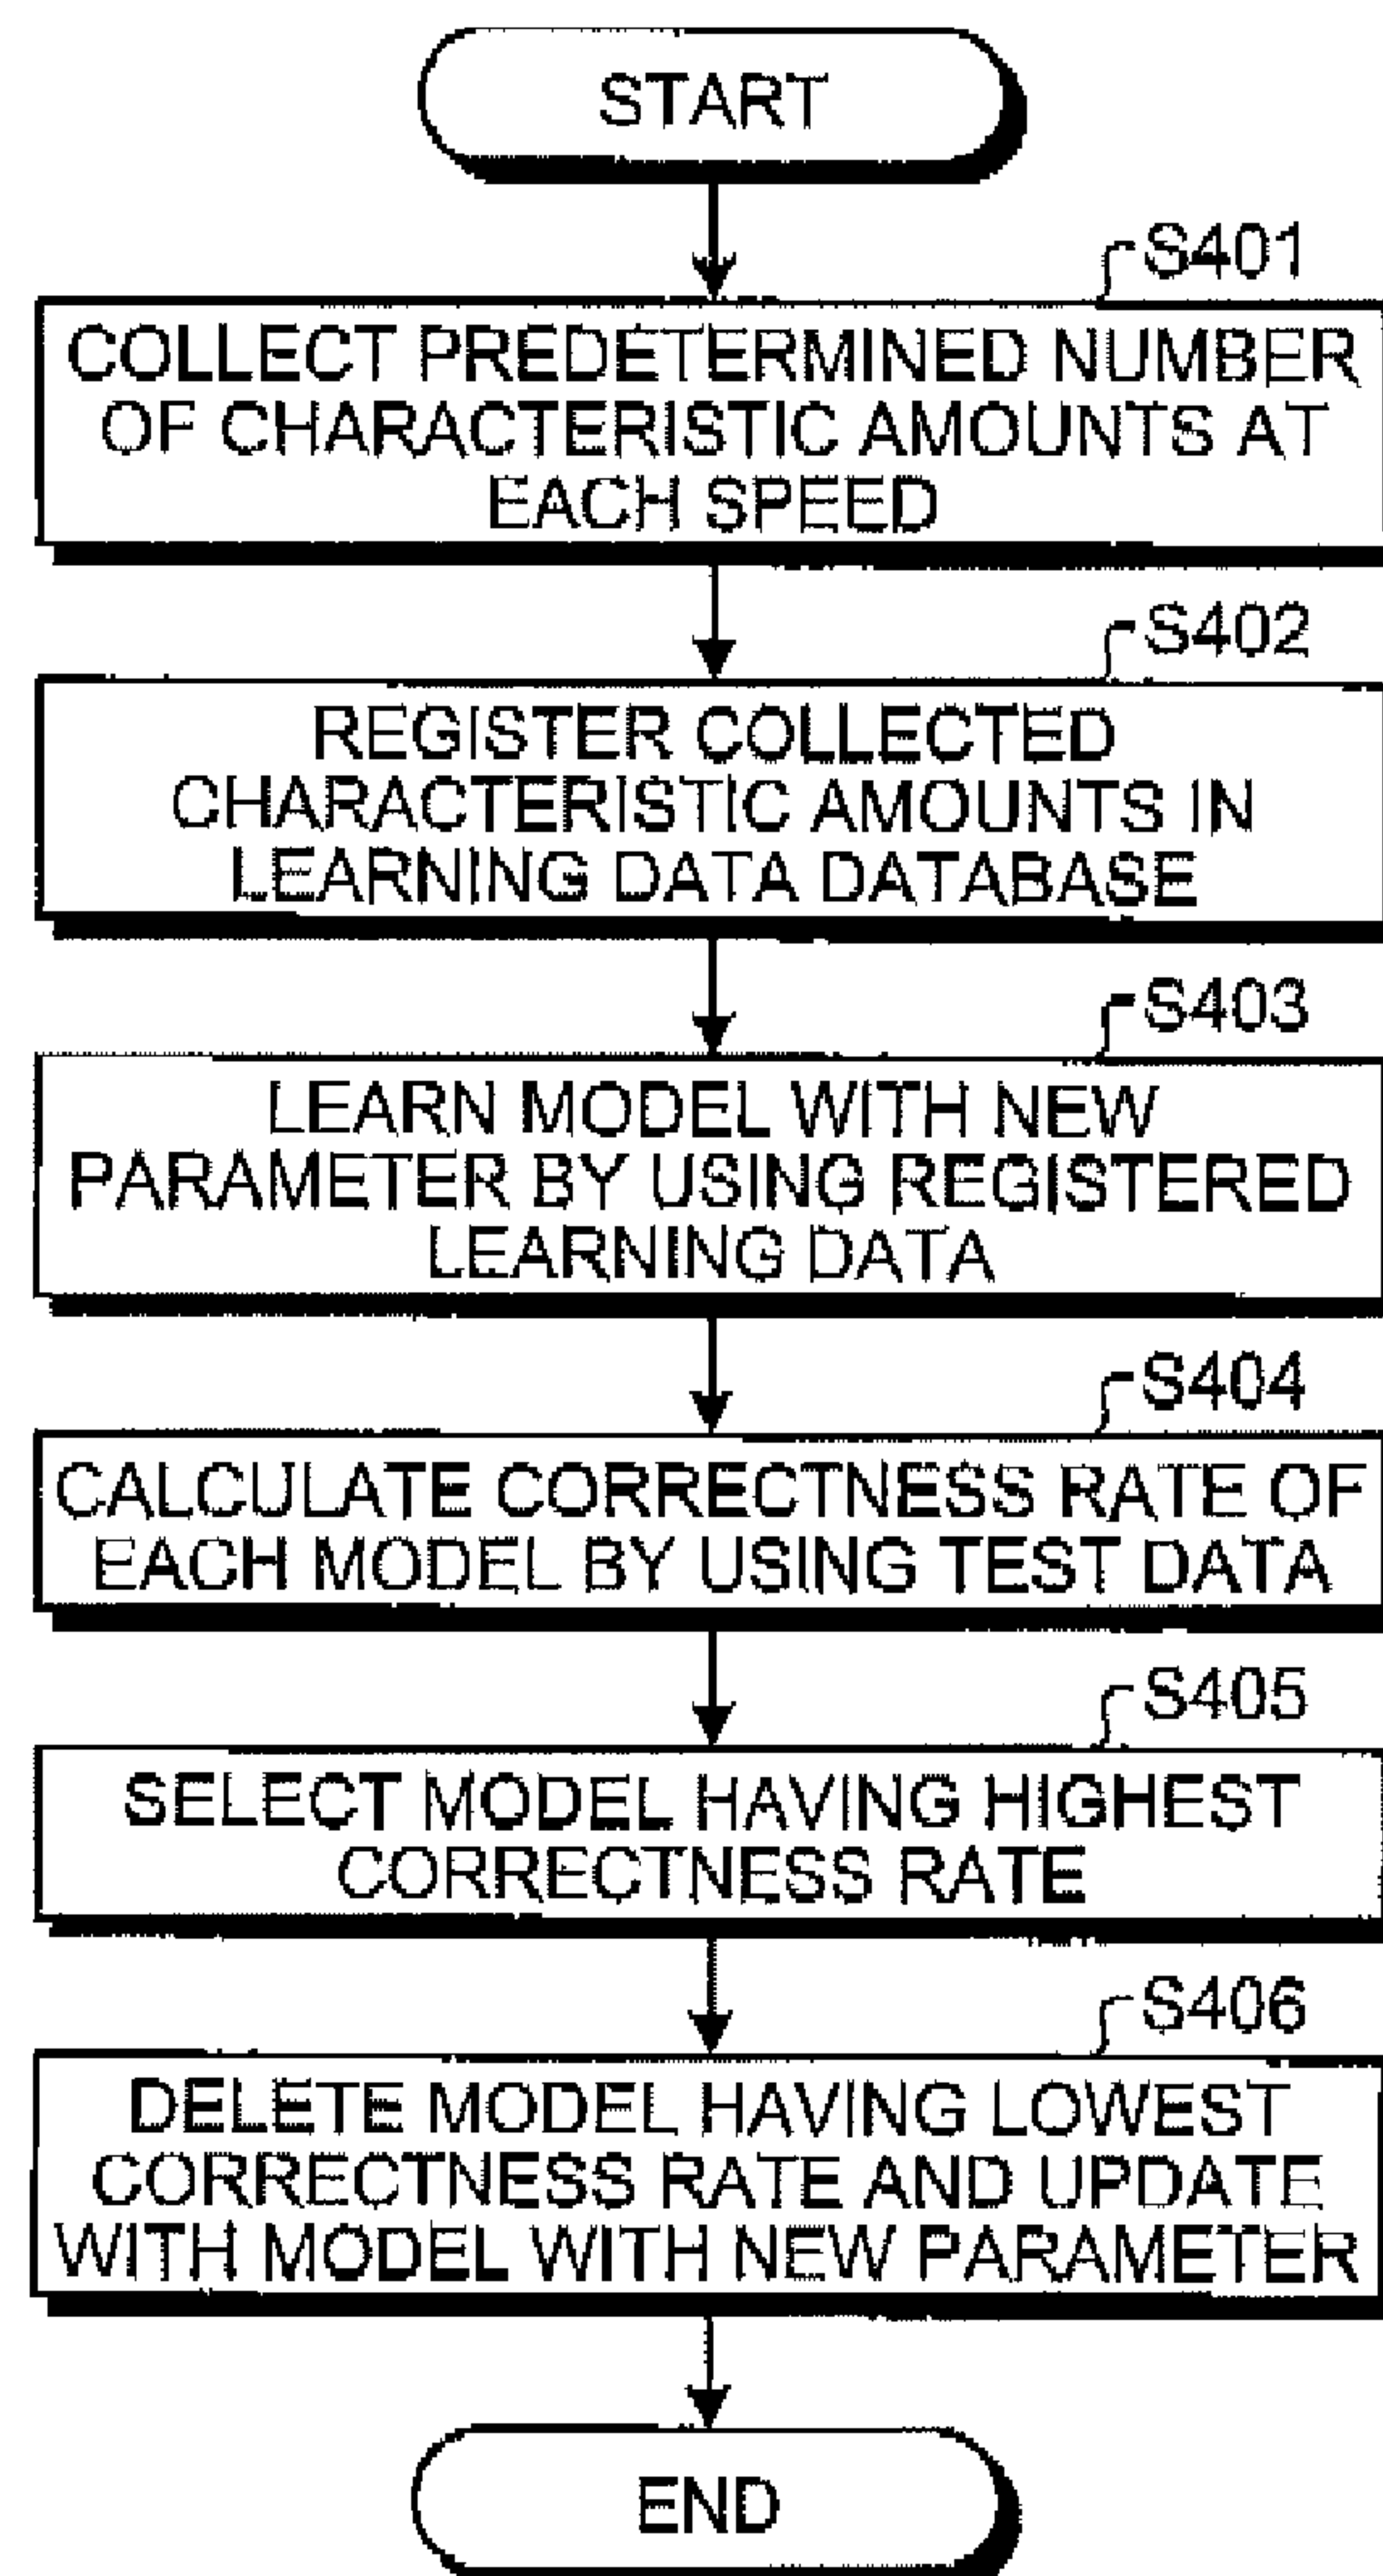 START
S401
COLLECT PREDETERMINED NUMBER
OF CHARACTERISTIC AMOUNTS AT
EACH SPEED
S402
REGISTER COLLECTED
CHARACTERISTIC AMOUNTS IN
LEARNING DATA DATABASE
S403
LEARN MODEL WITH NEW
PARAMETER BY USING REGISTERED
LEARNING DATA
S404
CALCULATE CORRECTNESS RATE OF
EACH MODEL BY USING TEST DATA
S405
SELECT MODEL HAVING HIGHEST
CORRECTNESS RATE
S406
DELETE MODEL HAVING LOWEST
CORRECTNESS RATE AND UPDATE
WITH MODEL WITH NEW PARAMETER
END